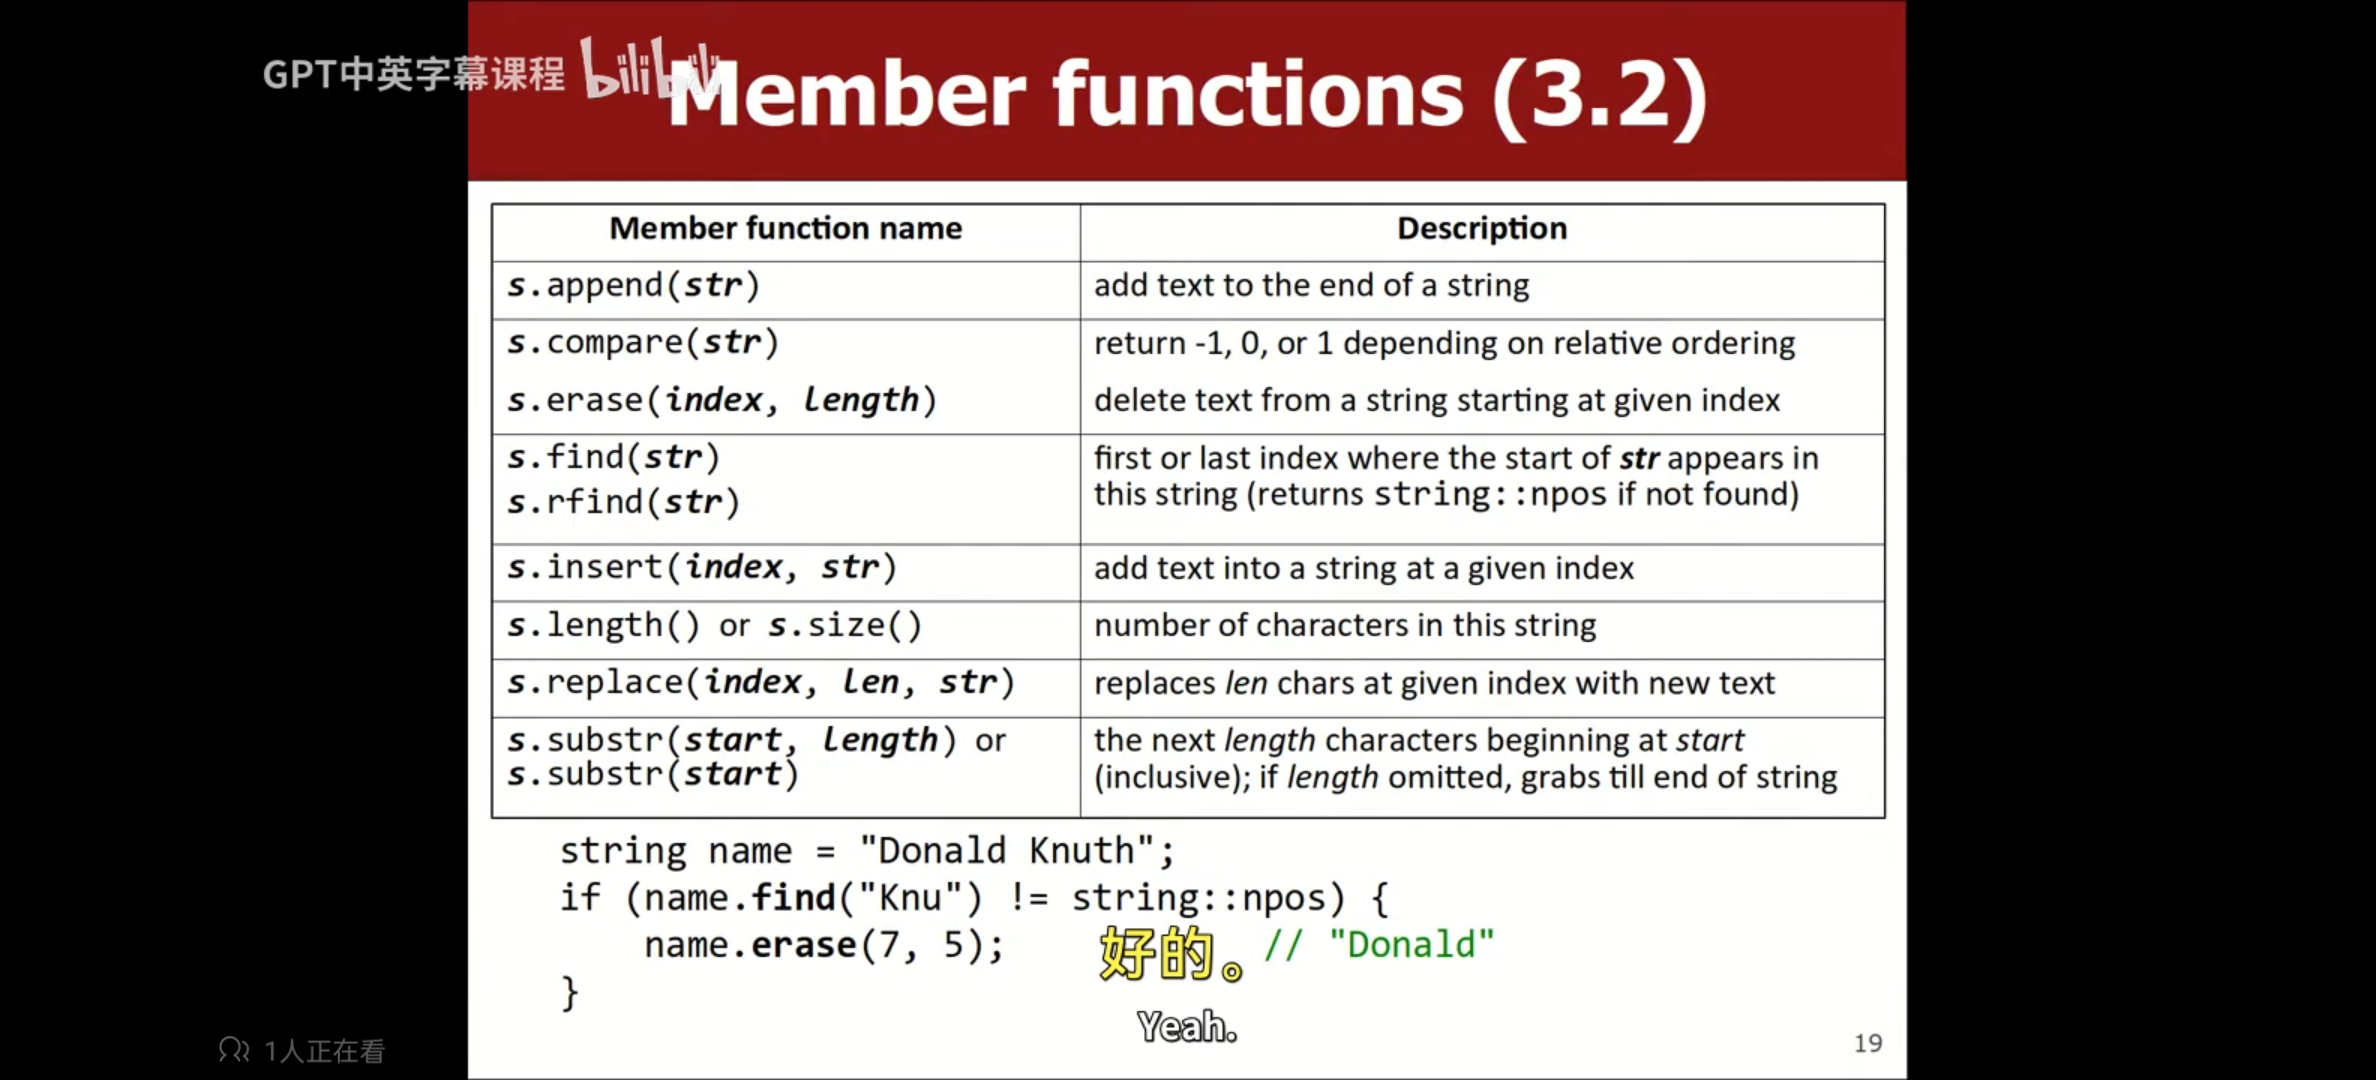 GPT中英字幕课程 bilibili
Member functions (3.2)
Member function name Description
s.append(str) add text to the end of a string
s.compare(str) return -1, 0, or 1 depending on relative ordering
s.erase(index, length) delete text from a string starting at given index
s.find(str) first or last index where the start of str appears in
s.rfind(str) this string (returns string::npos if not found)
s.insert(index, str) add text into a string at a given index
s.length() or s.size() number of characters in this string
s.replace(index, len, str) replaces len chars at given index with new text
s.substr(start, length) or the next length characters beginning at start
s.substr(start) (inclusive); if length omitted, grabs till end of string
string name = "Donald Knuth";
if (name.find("Knu") != string::npos) {
name.erase(7, 5); // "Donald"
好的。
}
Yeah.
1人正在看
19